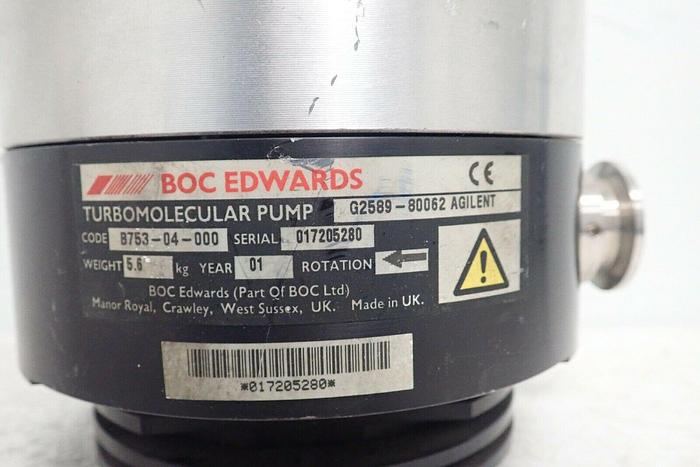 BOC EDWARDS CE
TURBOMOLECULAR PUMP G2589-80062 AGILENT
CODE B753-04-000 SERIAL 017205280
WEIGHT 5.6 kg YEAR 01 ROTATION
BOC Edwards (Part Of BOC Ltd)
Manor Royal, Crawley, West Sussex, UK. Made in UK.
*017205280*